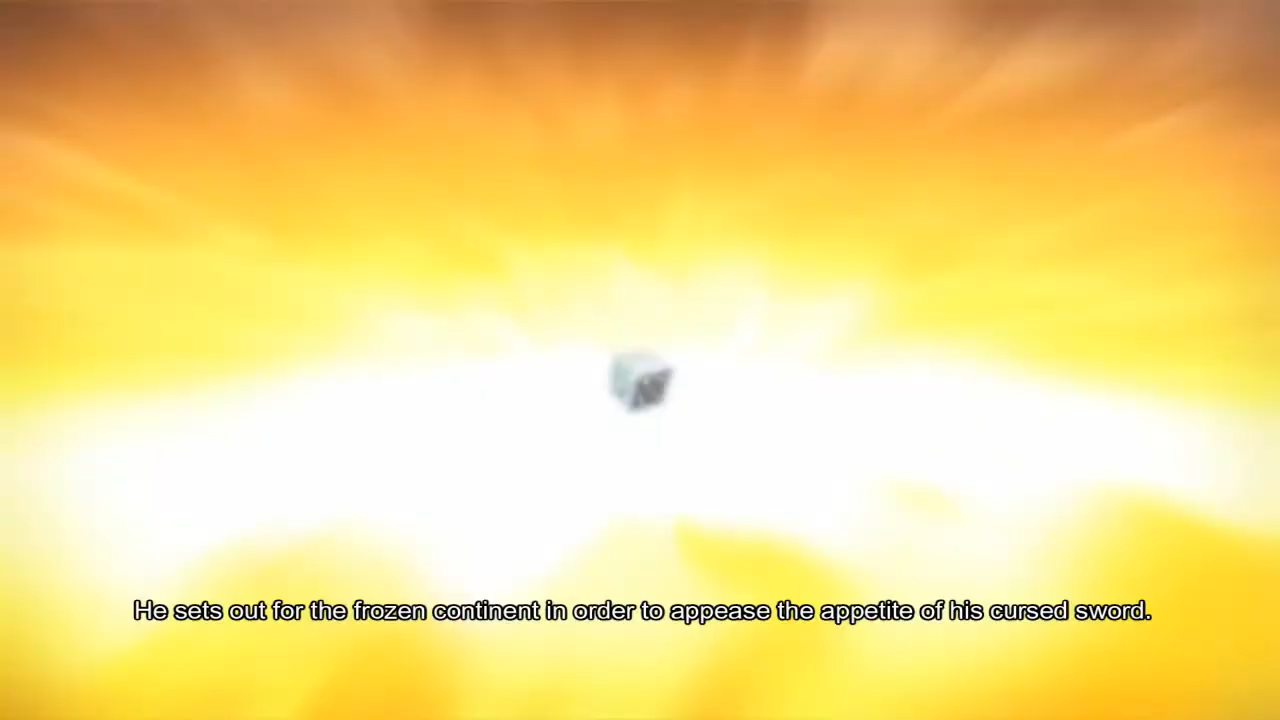 He sets out for the frozen continent in order to appease the appetite of his cursed sword.